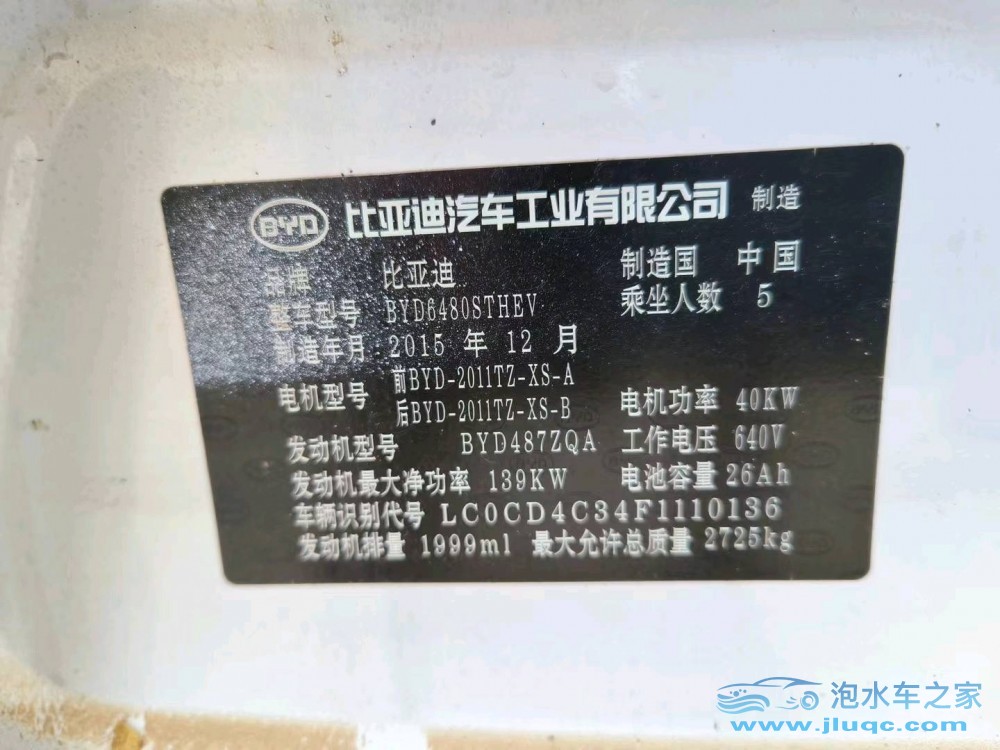 BYD 比亚迪汽车工业有限公司 制造
品牌 比亚迪 制造国 中国
整车型号 BYD6480STHEV 乘坐人数 5
制造年月 2015 年 12 月
电机型号 前BYD-2011TZ-XS-A
后BYD-2011TZ-XS-B 电机功率 40KW
发动机型号 BYD487ZQA 工作电压 640V
发动机最大净功率 139KW 电池容量 26Ah
车辆识别代号 LC0CD4C34F1110136
发动机排量 1999ml 最大允许总质量 2725kg
泡水车之家
www.jluqc.com